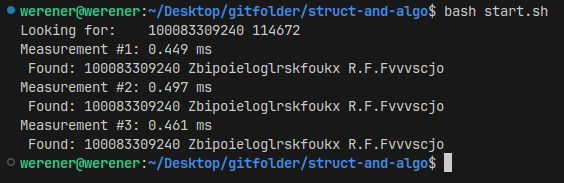 werener@werener:~/Desktop/gitfolder/struct-and-algo$ bash start.sh
Looking for:    100083309240 114672
Measurement #1: 0.449 ms
 Found: 100083309240 Zbipoieloglrskfoukx R.F.Fvvvscjo
Measurement #2: 0.497 ms
 Found: 100083309240 Zbipoieloglrskfoukx R.F.Fvvvscjo
Measurement #3: 0.461 ms
 Found: 100083309240 Zbipoieloglrskfoukx R.F.Fvvvscjo
werener@werener:~/Desktop/gitfolder/struct-and-algo$